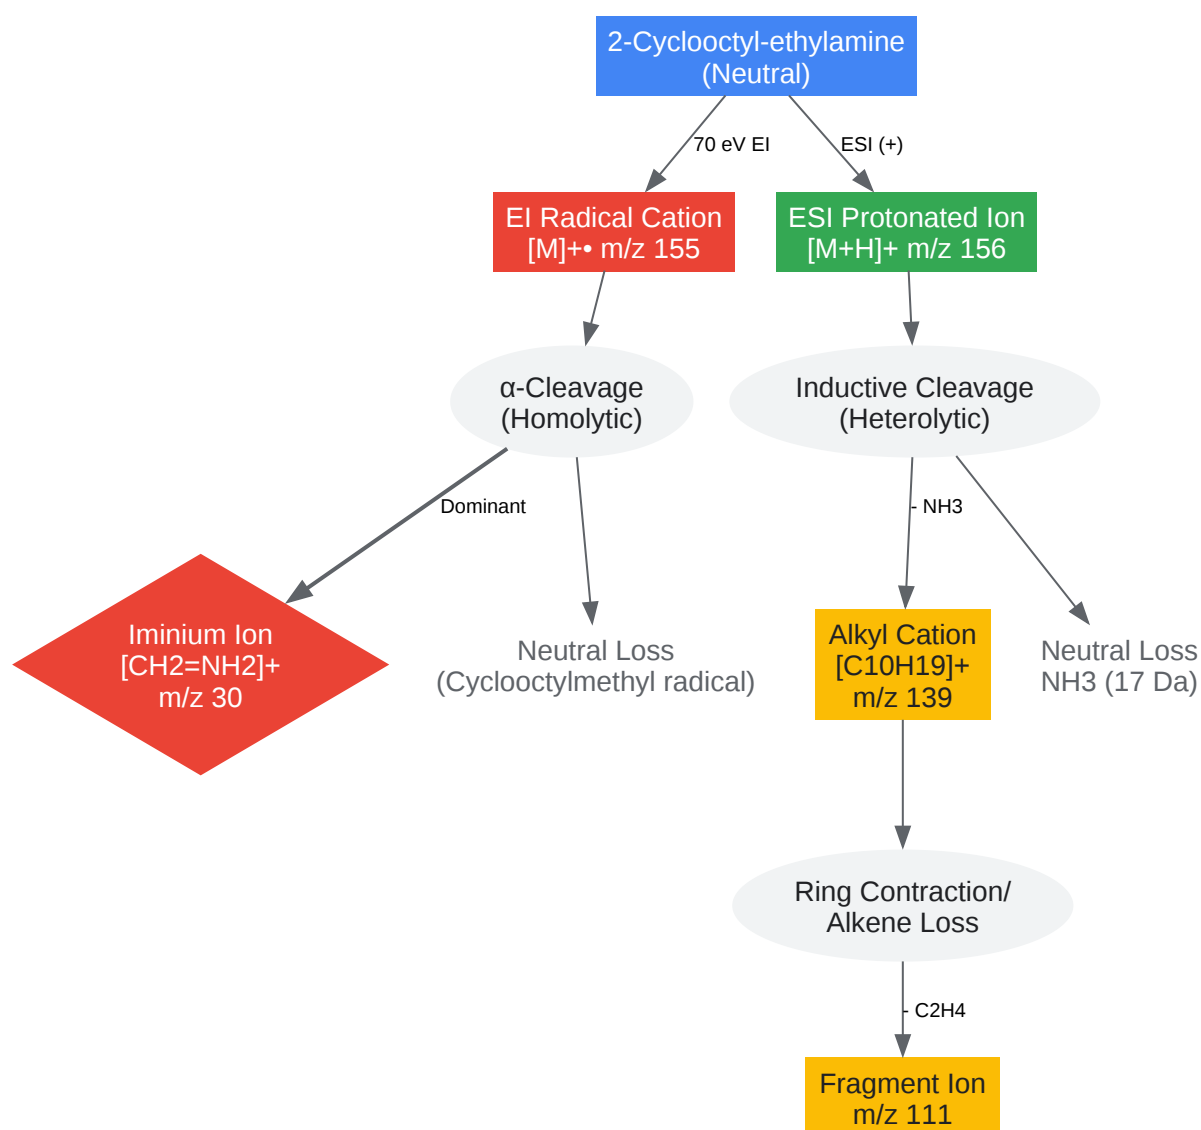 2-Cyclooctyl-ethylamine
(Neutral)
70 eV EI
ESI (+)
EI Radical Cation
[M]+• m/z 155
ESI Protonated Ion
[M+H]+ m/z 156
α-Cleavage
(Homolytic)
Inductive Cleavage
(Heterolytic)
Dominant
- NH3
Iminium Ion
[CH2=NH2]+
m/z 30
Neutral Loss
(Cyclooctylmethyl radical)
Alkyl Cation
[C10H19]+
m/z 139
Neutral Loss
NH3 (17 Da)
Ring Contraction/
Alkene Loss
- C2H4
Fragment Ion
m/z 111